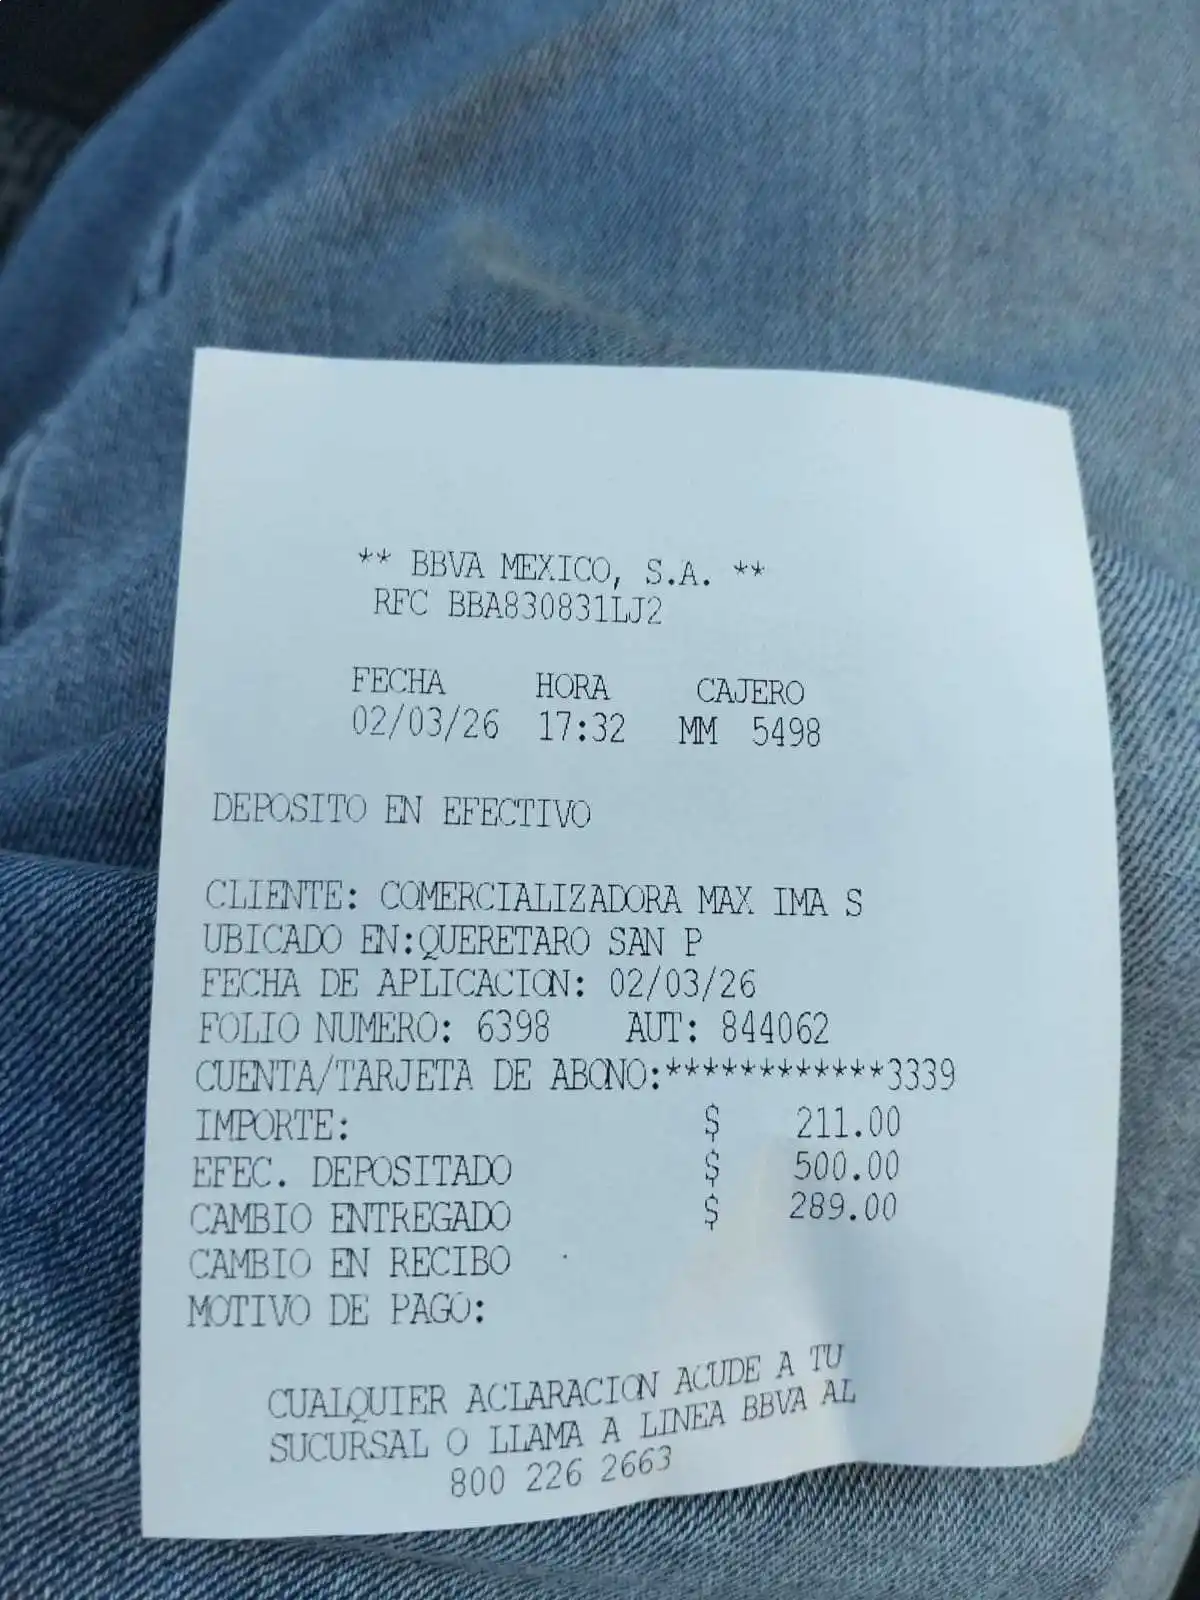 ** BBVA MEXICO, S.A. **
RFC BBA830831LJ2
FECHA HORA CAJERO
02/03/26 17:32 MM 5498
DEPOSITO EN EFECTIVO
CLIENTE: COMERCIALIZADORA MAX IMA S
UBICADO EN:QUERETARO SAN P
FECHA DE APLICACION: 02/03/26
FOLIO NUMERO: 6398 AUT: 844062
CUENTA/TARJETA DE ABONO:************3339
IMPORTE: $ 211.00
EFEC. DEPOSITADO $ 500.00
CAMBIO ENTREGADO $ 289.00
CAMBIO EN RECIBO .
MOTIVO DE PAGO:
CUALQUIER ACLARACION ACUDE A TU
SUCURSAL O LLAMA A LINEA BBVA AL
800 226 2663